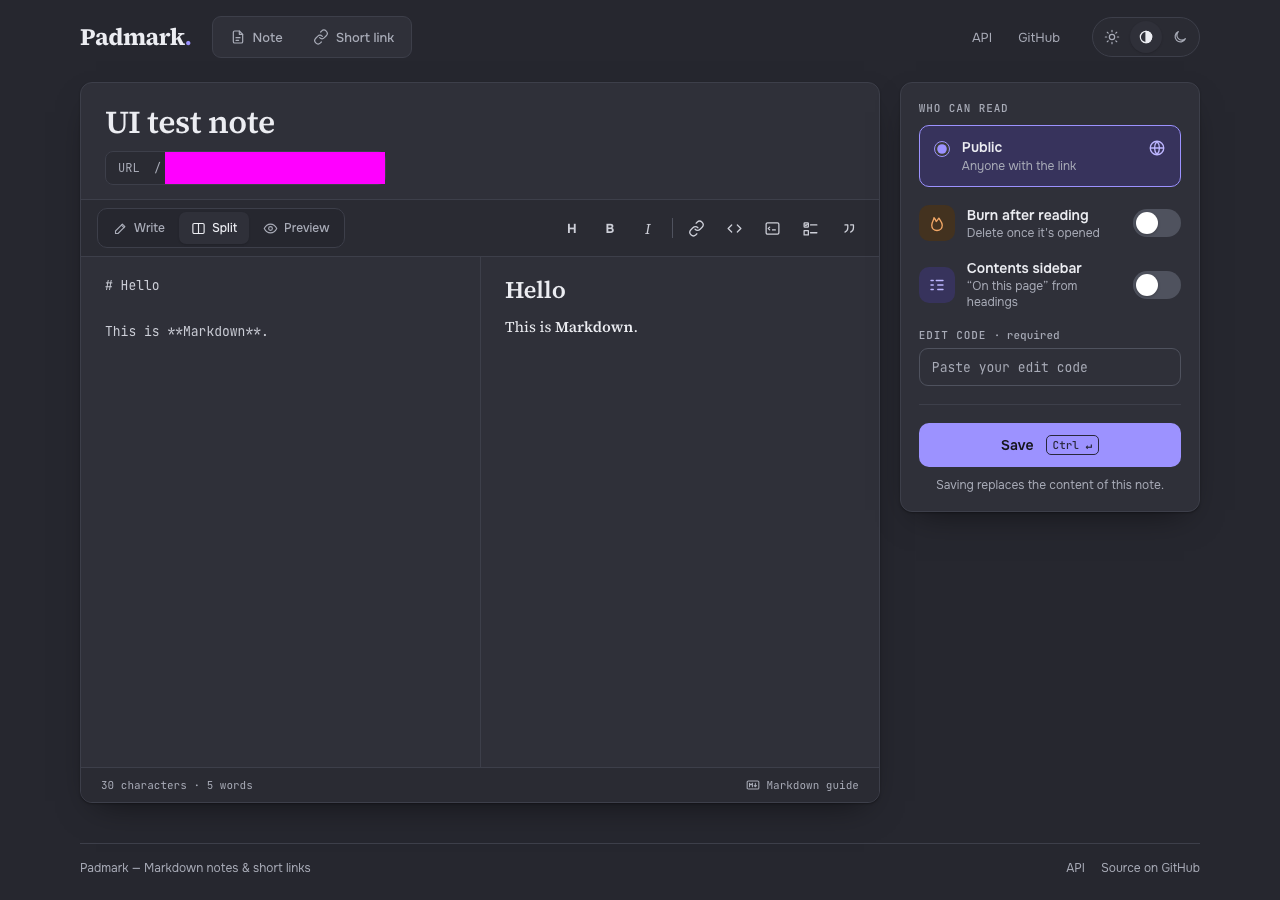 Padmark.
Note
Short link
API
GitHub
UI test note
URL /
Write
Split
Preview
H
B
I
# Hello
This is **Markdown**.
Hello
This is Markdown.
30 characters · 5 words
Markdown guide
WHO CAN READ
Public
Anyone with the link
Burn after reading
Delete once it's opened
Contents sidebar
“On this page” from
headings
EDIT CODE · required
Paste your edit code
Save
Ctrl ↵
Saving replaces the content of this note.
Padmark — Markdown notes & short links
API
Source on GitHub